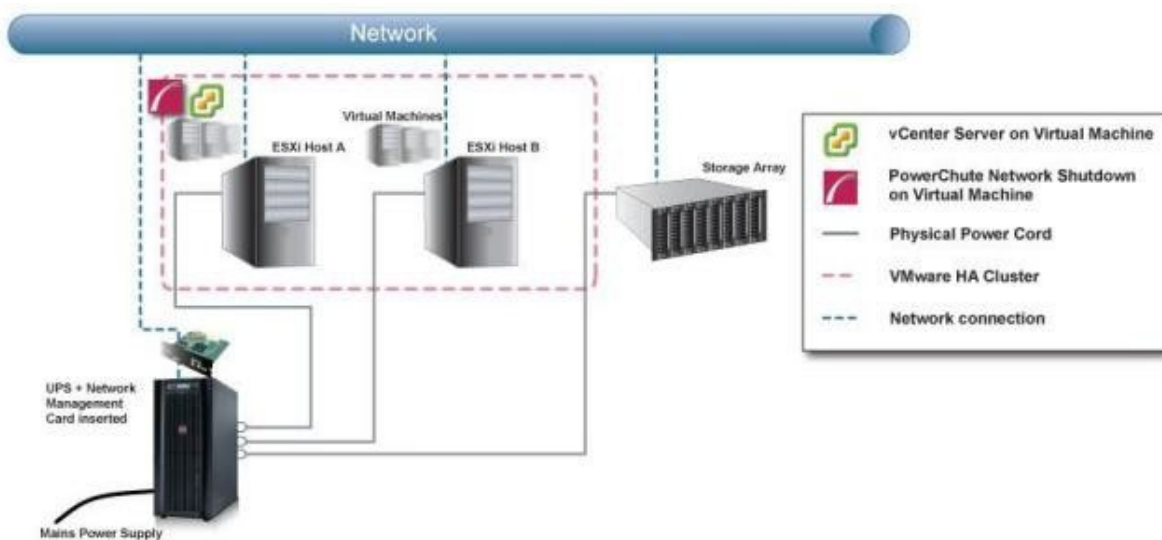 Network
Virtual Machines
ESXi Host A
ESXi Host B
Storage Array
UPS + Network
Management
Card inserted
Mains Power Supply
vCenter Server on Virtual Machine
PowerChute Network Shutdown
on Virtual Machine
Physical Power Cord
VMware HA Cluster
Network connection